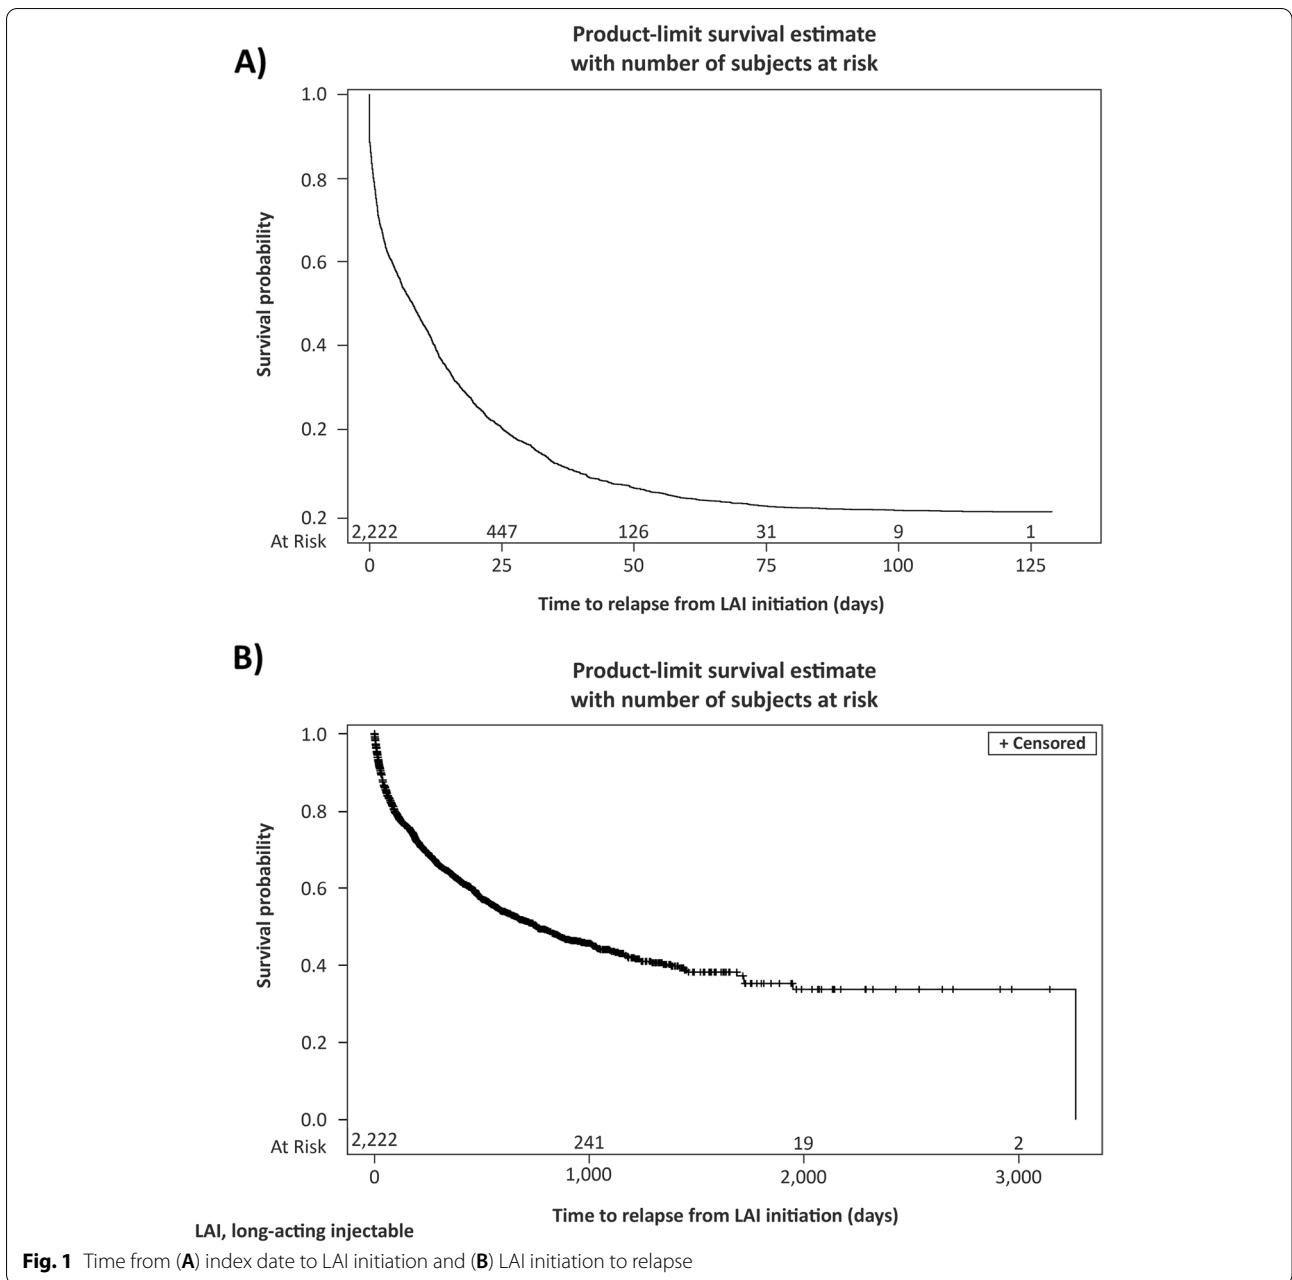 A)
Product-limit survival estimate
with number of subjects at risk
Survival probability
1.0
0.8
0.6
0.4
0.2
0.2
At Risk
2,222 447 126 31 9 1
0 25 50 75 100 125
Time to relapse from LAI initiation (days)
B)
Product-limit survival estimate
with number of subjects at risk
+ Censored
Survival probability
1.0
0.8
0.6
0.4
0.2
0.0
At Risk
2,222 241 19 2
0 1,000 2,000 3,000
Time to relapse from LAI initiation (days)
LAI, long-acting injectable
Fig. 1 Time from (A) index date to LAI initiation and (B) LAI initiation to relapse